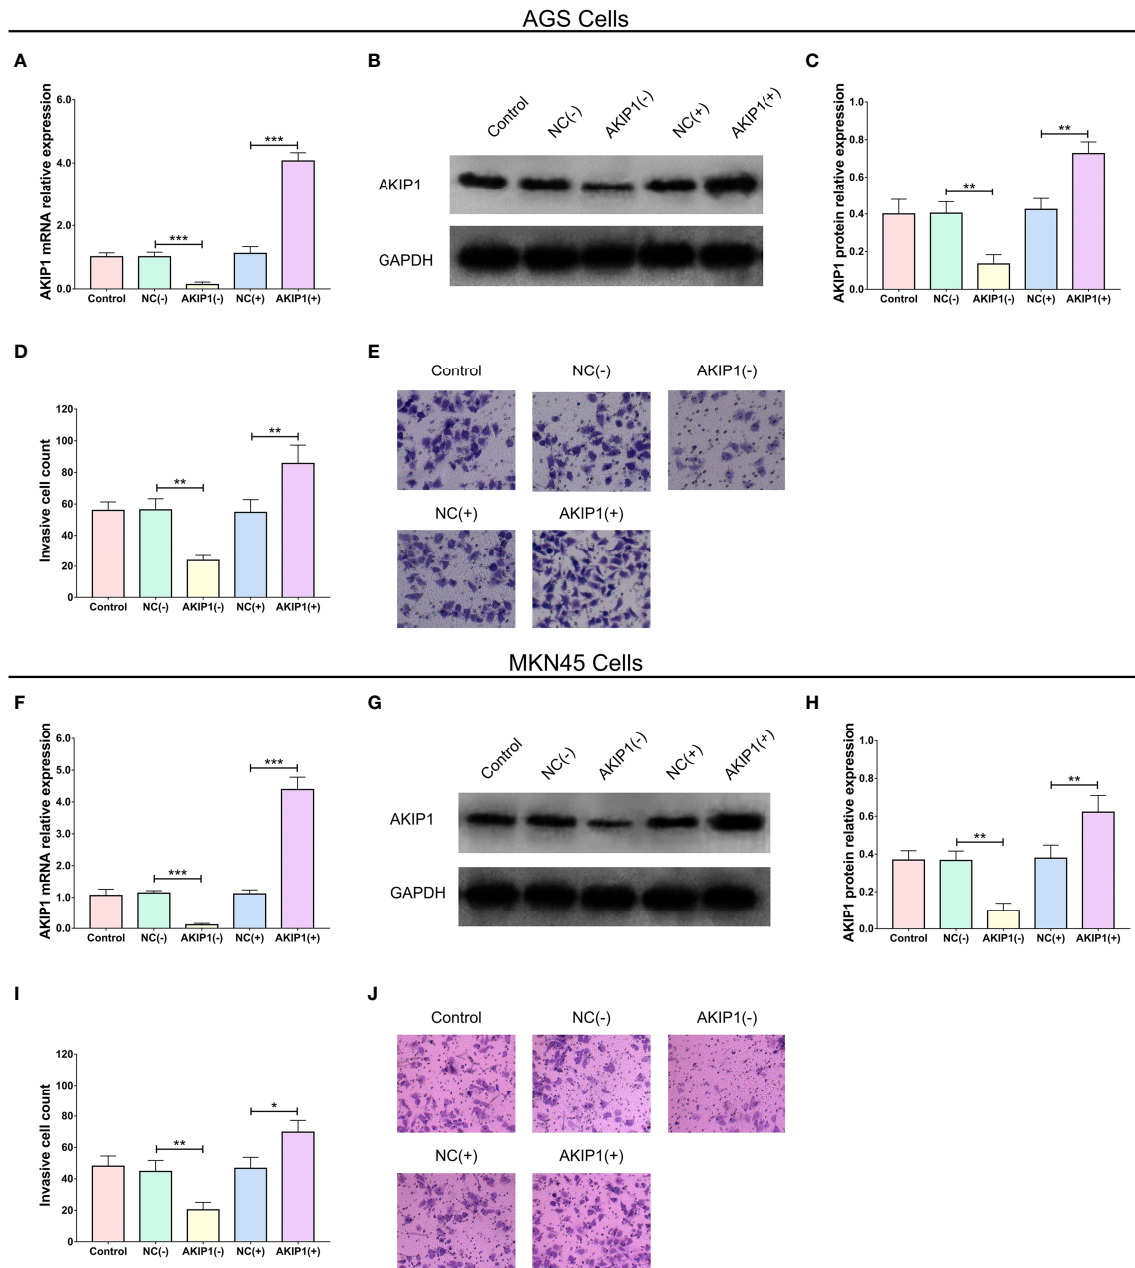 AGS Cells
A
AKIP1 mRNA relative expression
6.0
4.0
2.0
0.0
***
***
Control NC(-) AKIP1(-) NC(+) AKIP1(+)
B
Control NC(-) AKIP1(-) NC(+) AKIP1(+)
AKIP1
GAPDH
C
AKIP1 protein relative expression
1.0
0.8
0.6
0.4
0.2
0.0
**
**
Control NC(-) AKIP1(-) NC(+) AKIP1(+)
D
Invasive cell count
120
100
80
60
40
20
0
**
**
Control NC(-) AKIP1(-) NC(+) AKIP1(+)
E
Control NC(-) AKIP1(-)
NC(+) AKIP1(+)
MKN45 Cells
F
AKIP1 mRNA relative expression
6.0
5.0
4.0
3.0
2.0
1.0
0.0
***
***
Control NC(-) AKIP1(-) NC(+) AKIP1(+)
G
Control NC(-) AKIP1(-) NC(+) AKIP1(+)
AKIP1
GAPDH
H
AKIP1 protein relative expression
1.0
0.8
0.6
0.4
0.2
0.0
**
**
Control NC(-) AKIP1(-) NC(+) AKIP1(+)
I
Invasive cell count
120
100
80
60
40
20
0
**
*
Control NC(-) AKIP1(-) NC(+) AKIP1(+)
J
Control NC(-) AKIP1(-)
NC(+) AKIP1(+)